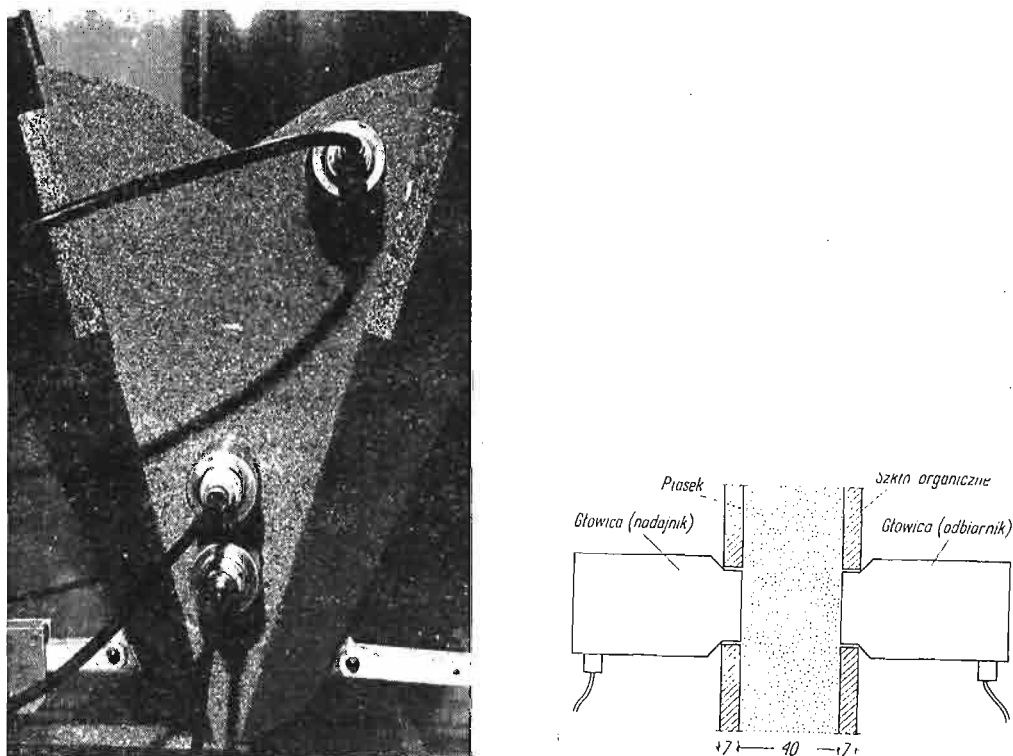 Piasek
Szkło organiczne
Głowica (nadajnik)
Głowica (odbiornik)
7 40 7